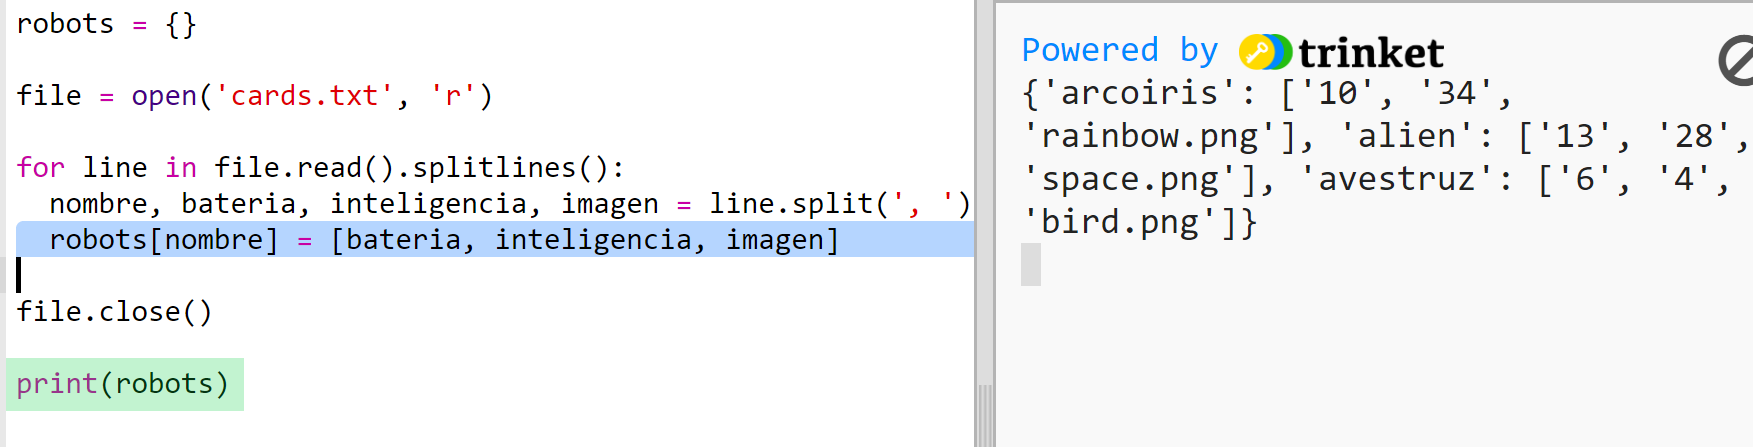 robots = {}
file = open('cards.txt', 'r')
for line in file.read().splitlines():
  nombre, bateria, inteligencia, imagen = line.split(', ')
  robots[nombre] = [bateria, inteligencia, imagen]
file.close()
print(robots)
Powered by trinket
{'arcoiris': ['10', '34',
'rainbow.png'], 'alien': ['13', '28',
'space.png'], 'avestruz': ['6', '4',
'bird.png']}